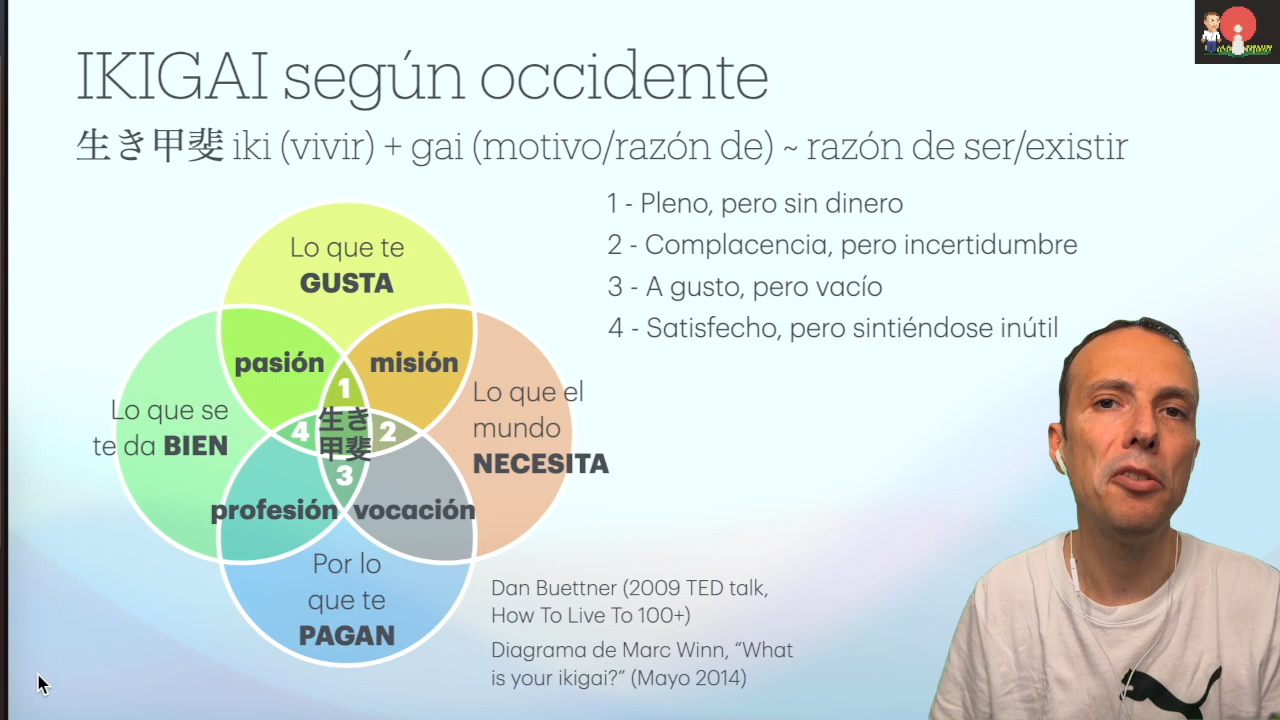 IKIGAI según occidente
生き甲斐 iki (vivir) + gai (motivo/razón de) ~ razón de ser/existir
1 - Pleno, pero sin dinero
2 - Complacencia, pero incertidumbre
3 - A gusto, pero vacío
4 - Satisfecho, pero sintiéndose inútil
Lo que te
GUSTA
pasión
misión
1
Lo que se
te da BIEN
4
生き
甲斐
2
Lo que el
mundo
NECESITA
3
profesión
vocación
Por lo
que te
PAGAN
Dan Buettner (2009 TED talk,
How To Live To 100+)
Diagrama de Marc Winn, “What
is your ikigai?” (Mayo 2014)